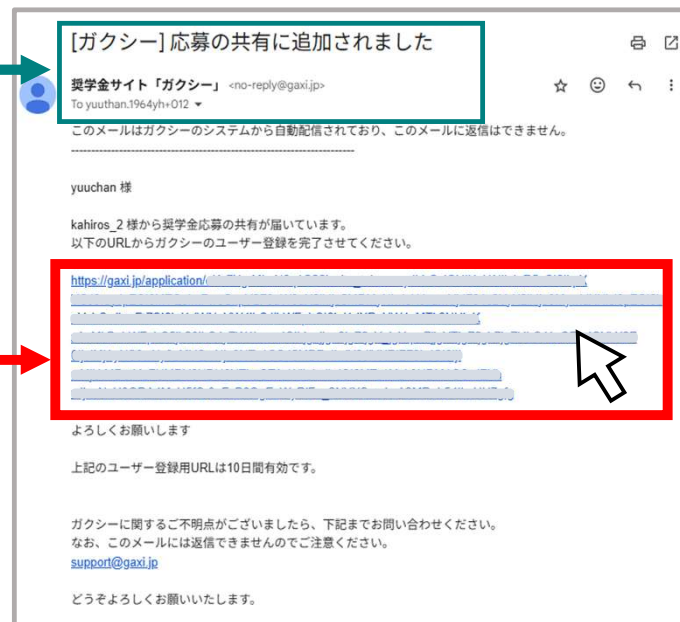 [ガクシー] 応募の共有に追加されました
奨学金サイト「ガクシー」 <no-reply@gaxi.jp>
To yuuthan.1964yh+012
このメールはガクシーのシステムから自動配信されており、このメールに返信はできません。
----------------------------------------------------------------------
yuuchan 様
kahiros_2 様から奨学金応募の共有が届いています。
以下のURLからガクシーのユーザー登録を完了させてください。
https://gaxi.jp/application/
よろしくお願いします
上記のユーザー登録用URLは10日間有効です。
ガクシーに関するご不明点がございましたら、下記までお問い合わせください。
なお、このメールには返信できませんのでご注意ください。
support@gaxi.jp
どうぞよろしくお願いいたします。